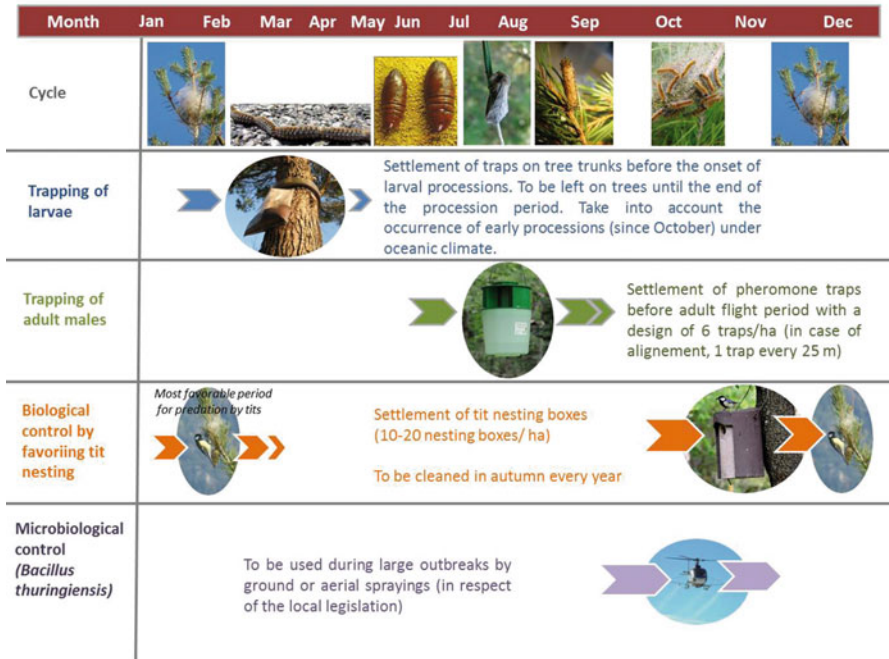 Month Jan Feb Mar Apr May Jun Jul Aug Sep Oct Nov Dec
Cycle
Trapping of
larvae
Settlement of traps on tree trunks before the onset of
larval processions. To be left on trees until the end of
the procession period. Take into account the
occurrence of early processions (since October) under
oceanic climate.
Trapping of
adult males
Settlement of pheromone traps
before adult flight period with a
design of 6 traps/ha (in case of
alignement, 1 trap every 25 m)
Biological
control by
favoriing tit
nesting
Most favorable period
for predation by tits
Settlement of tit nesting boxes
(10-20 nesting boxes/ ha)
To be cleaned in autumn every year
Microbiological
control
(Bacillus
thuringiensis)
To be used during large outbreaks by
ground or aerial sprayings (in respect
of the local legislation)